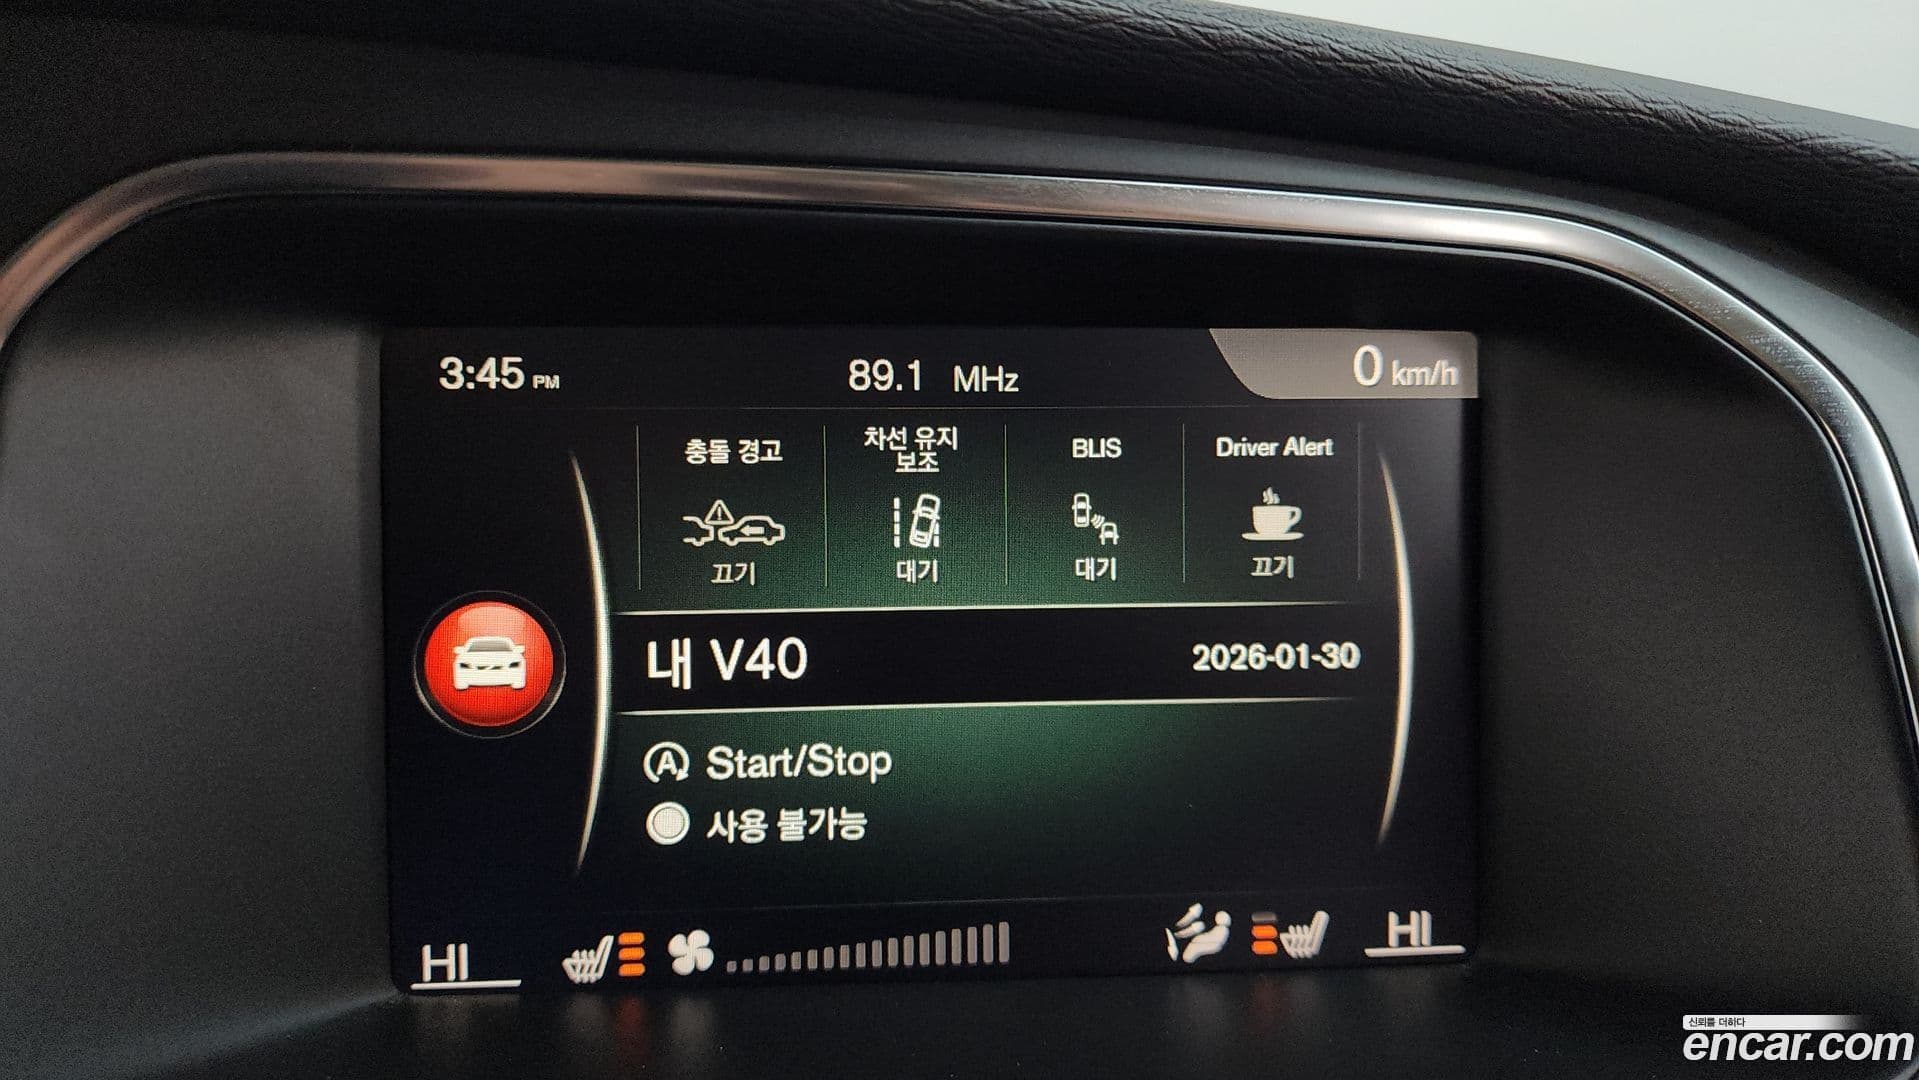 3:45 PM 89.1 MHz 0 km/h
충돌 경고
끄기
차선 유지
보조
대기
BLIS
대기
Driver Alert
끄기
내 V40 2026-01-30
A Start/Stop
사용 불가능
HI HI
신뢰를 더하다
encar.com